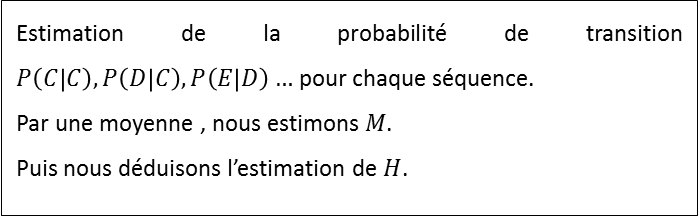 Estimation de la probabilité de transition
P(C|C), P(D|C), P(E|D) ... pour chaque séquence.
Par une moyenne , nous estimons M.
Puis nous déduisons l’estimation de H.